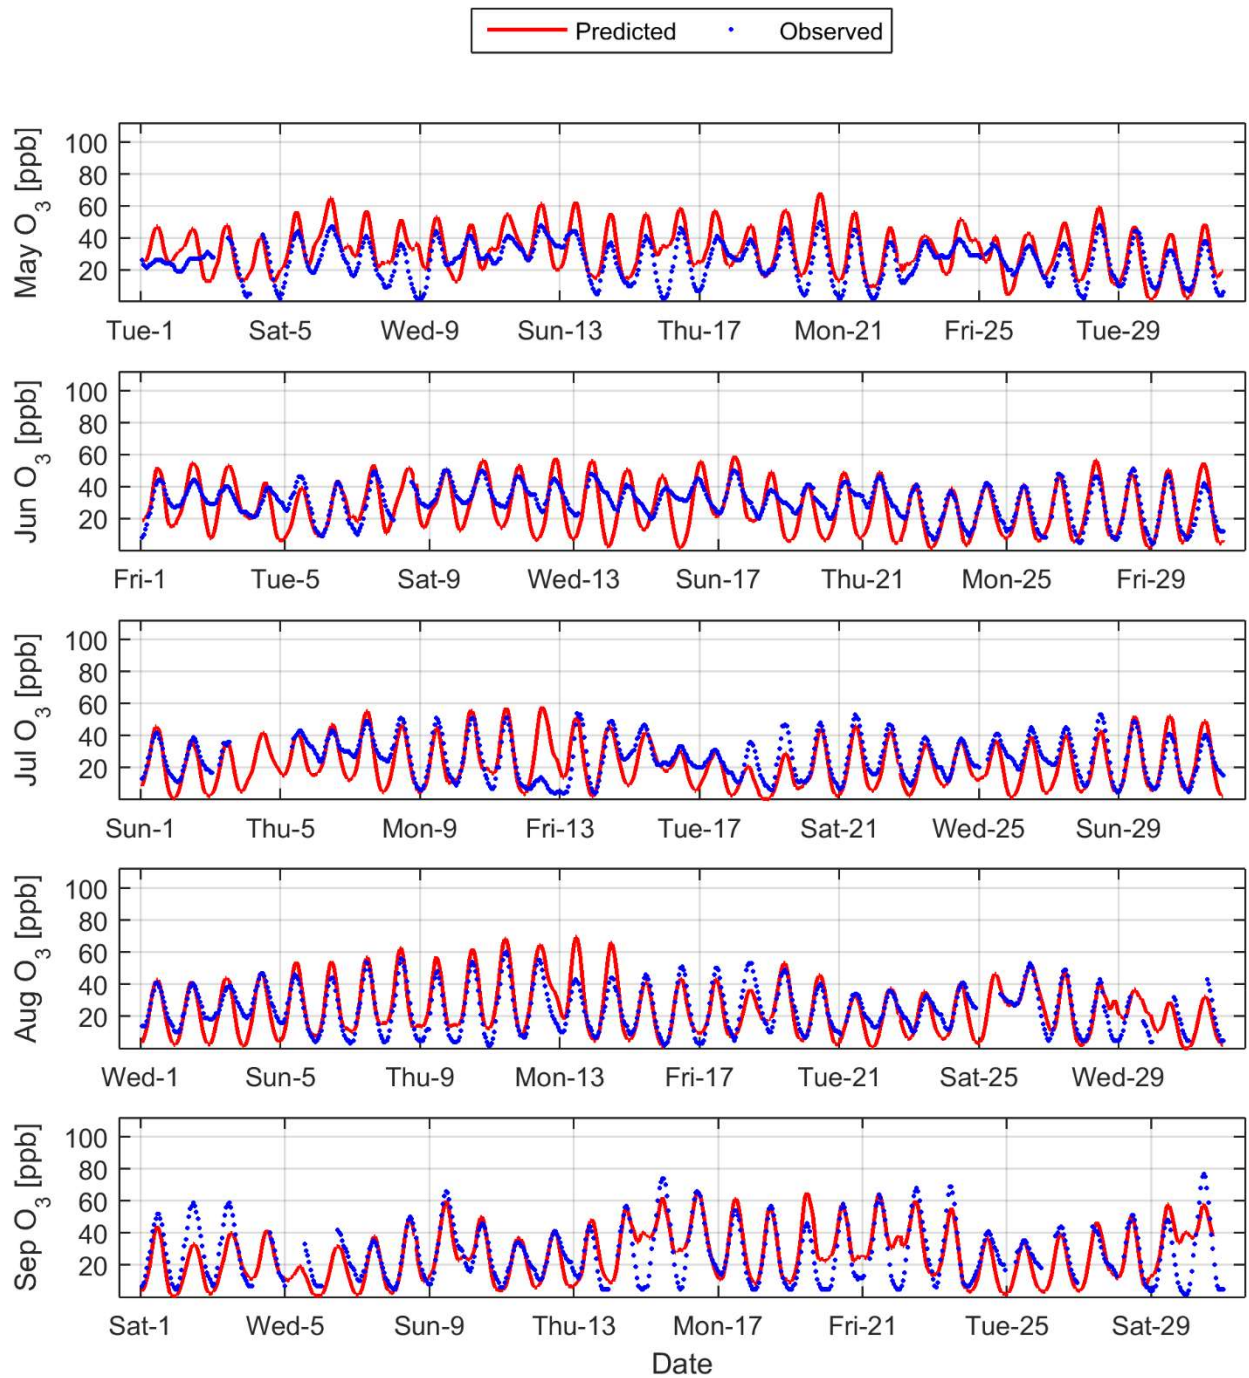 Predicted Observed
May O3 [ppb]
100
80
60
40
20
Tue-1 Sat-5 Wed-9 Sun-13 Thu-17 Mon-21 Fri-25 Tue-29
Jun O3 [ppb]
100
80
60
40
20
Fri-1 Tue-5 Sat-9 Wed-13 Sun-17 Thu-21 Mon-25 Fri-29
Jul O3 [ppb]
100
80
60
40
20
Sun-1 Thu-5 Mon-9 Fri-13 Tue-17 Sat-21 Wed-25 Sun-29
Aug O3 [ppb]
100
80
60
40
20
Wed-1 Sun-5 Thu-9 Mon-13 Fri-17 Tue-21 Sat-25 Wed-29
Sep O3 [ppb]
100
80
60
40
20
Sat-1 Wed-5 Sun-9 Thu-13 Mon-17 Fri-21 Tue-25 Sat-29
Date